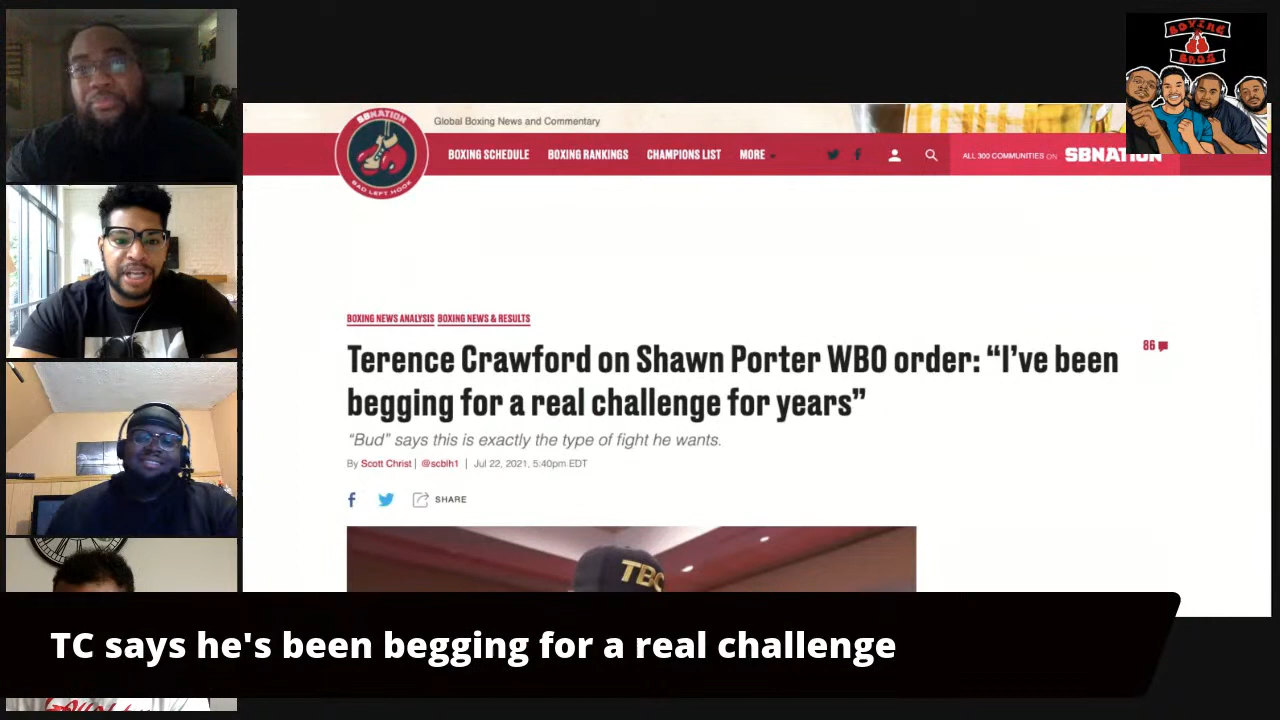 BOXING
BROS
Global Boxing News and Commentary
SBNATION
BAD LEFT HOOK
BOXING SCHEDULE BOXING RANKINGS CHAMPIONS LIST MORE
ALL 300 COMMUNITIES ON SBNATION
BOXING NEWS ANALYSIS BOXING NEWS & RESULTS
Terence Crawford on Shawn Porter WBO order: “I’ve been
begging for a real challenge for years”
86
“Bud” says this is exactly the type of fight he wants.
By Scott Christ | @scblh1 | Jul 22, 2021, 5:40pm EDT
SHARE
TBC
TC says he's been begging for a real challenge